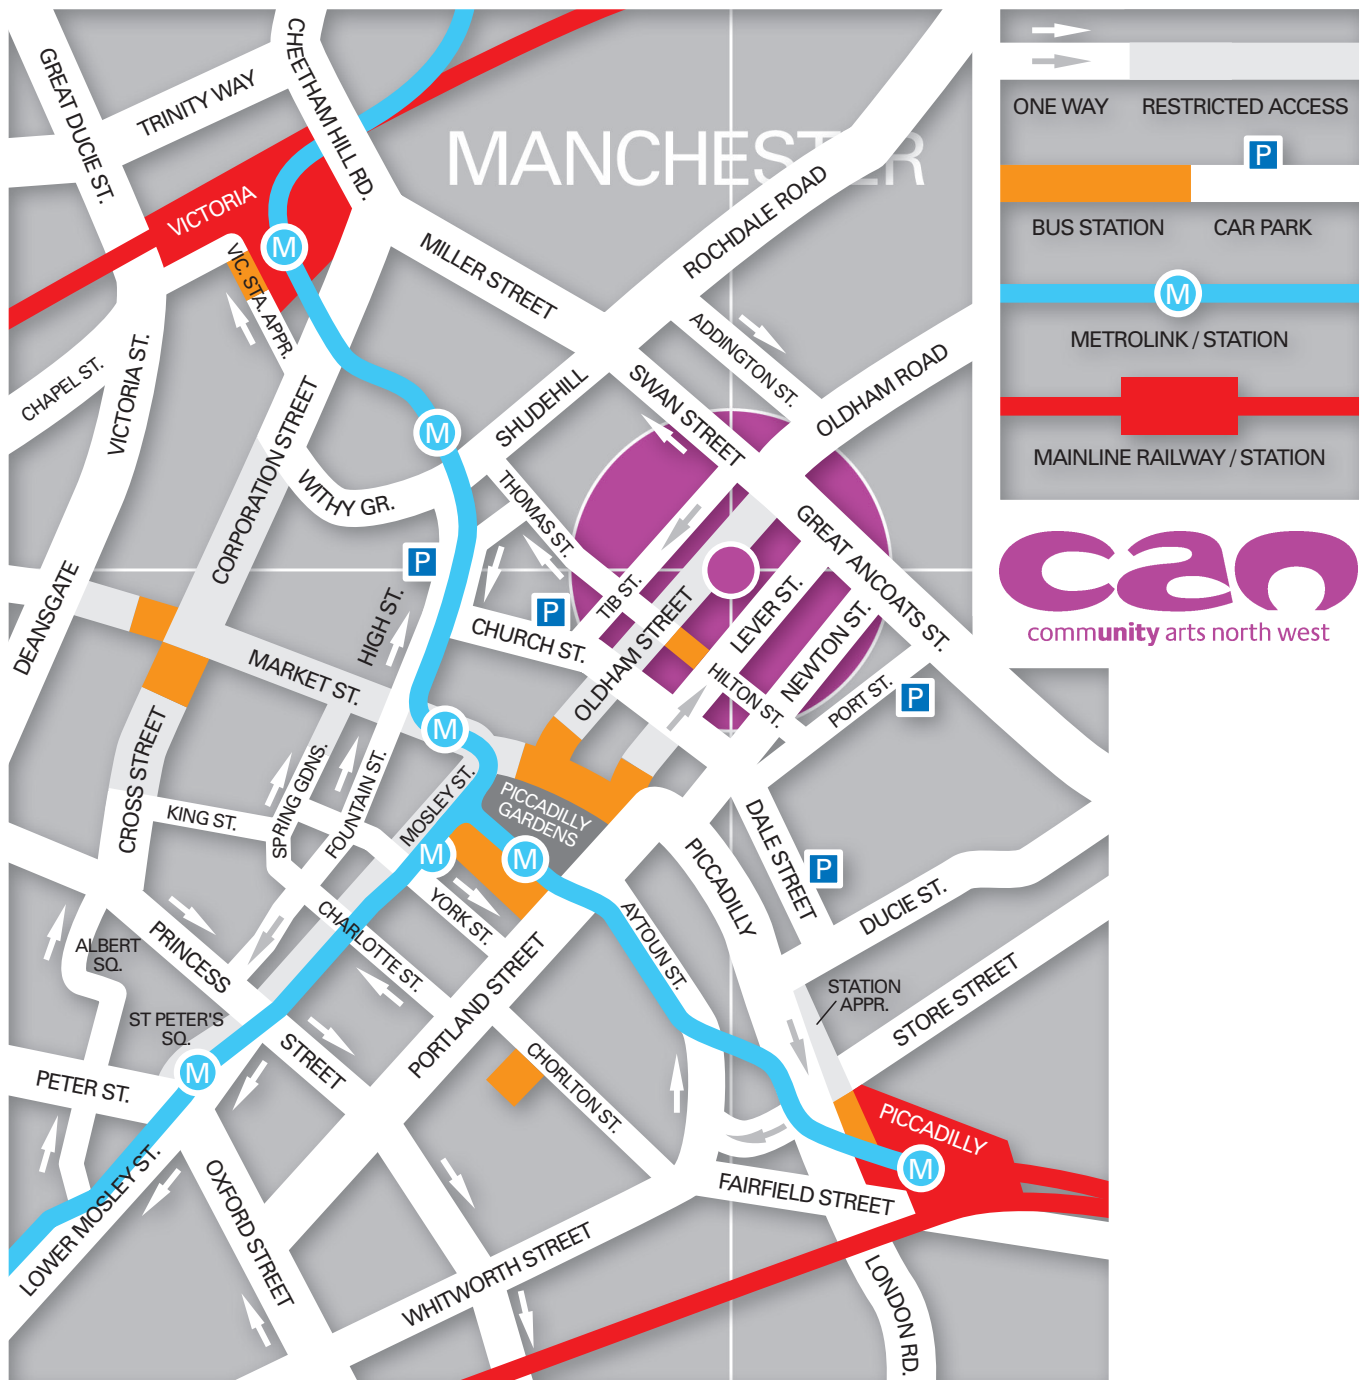 MANCHESTER
GREAT DUCIE ST.
TRINITY WAY
CHEETHAM HILL RD.
VICTORIA
M
VIC. STA. APPR.
MILLER STREET
ROCHDALE ROAD
ADDINGTON ST.
OLDHAM ROAD
CHAPEL ST.
VICTORIA ST.
CORPORATION STREET
M
SHUDEHILL
SWAN STREET
WITHY GR.
THOMAS ST.
GREAT ANCOATS ST.
DEANSGATE
P
HIGH ST.
P
CHURCH ST.
TIB ST.
OLDHAM STREET
LEVER ST.
NEWTON ST.
HILTON ST.
PORT ST.
P
MARKET ST.
M
CROSS STREET
KING ST.
SPRING GDNS.
FOUNTAIN ST.
MOSLEY ST.
PICCADILLY
GARDENS
M
M
PICCADILLY
DALE STREET
P
DUCIE ST.
YORK ST.
CHARLOTTE ST.
AYTOUN ST.
ALBERT
SQ.
PRINCESS
STREET
PORTLAND STREET
STATION
APPR.
STORE STREET
ST PETER'S
SQ.
M
PETER ST.
CHORLTON ST.
PICCADILLY
M
LOWER MOSLEY ST.
OXFORD STREET
FAIRFIELD STREET
WHITWORTH STREET
LONDON RD.
ONE WAY
RESTRICTED ACCESS
P
BUS STATION
CAR PARK
M
METROLINK / STATION
MAINLINE RAILWAY / STATION
can
community arts north west